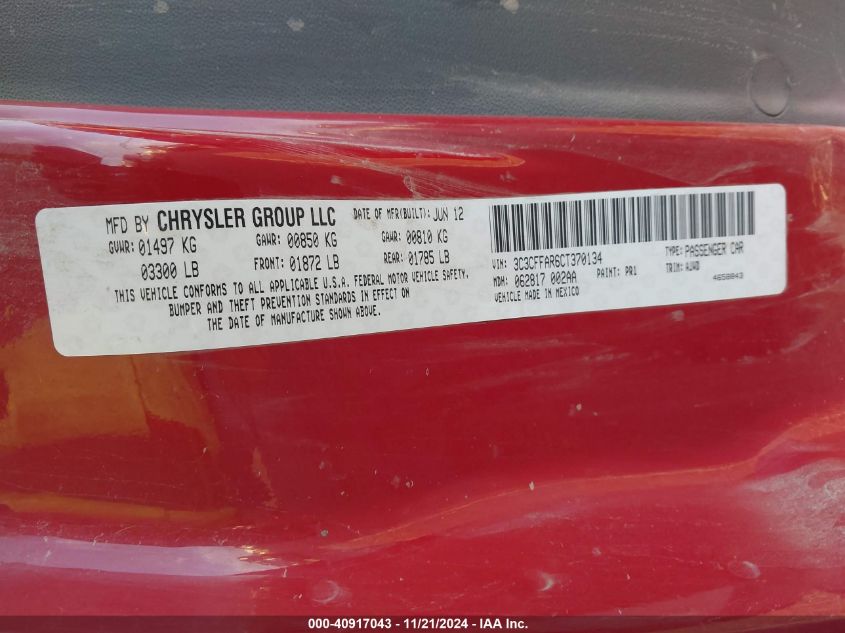 MFD BY CHRYSLER GROUP LLC DATE OF MFR(BUILT): JUN 12
GVWR: 01497 KG GAWR: 00850 KG GAWR: 00810 KG
03300 LB FRONT: 01872 LB REAR: 01785 LB
THIS VEHICLE CONFORMS TO ALL APPLICABLE U.S.A. FEDERAL MOTOR VEHICLE SAFETY,
BUMPER AND THEFT PREVENTION STANDARDS IN EFFECT ON
THE DATE OF MANUFACTURE SHOWN ABOVE.
VIN: 3C3CFFAR6CT370134 TYPE: PASSENGER CAR
MDH: 062817 002AA PAINT: PR1 TRIM: AJW8
VEHICLE MADE IN MEXICO 4658843
000-40917043 - 11/21/2024 - IAA Inc.